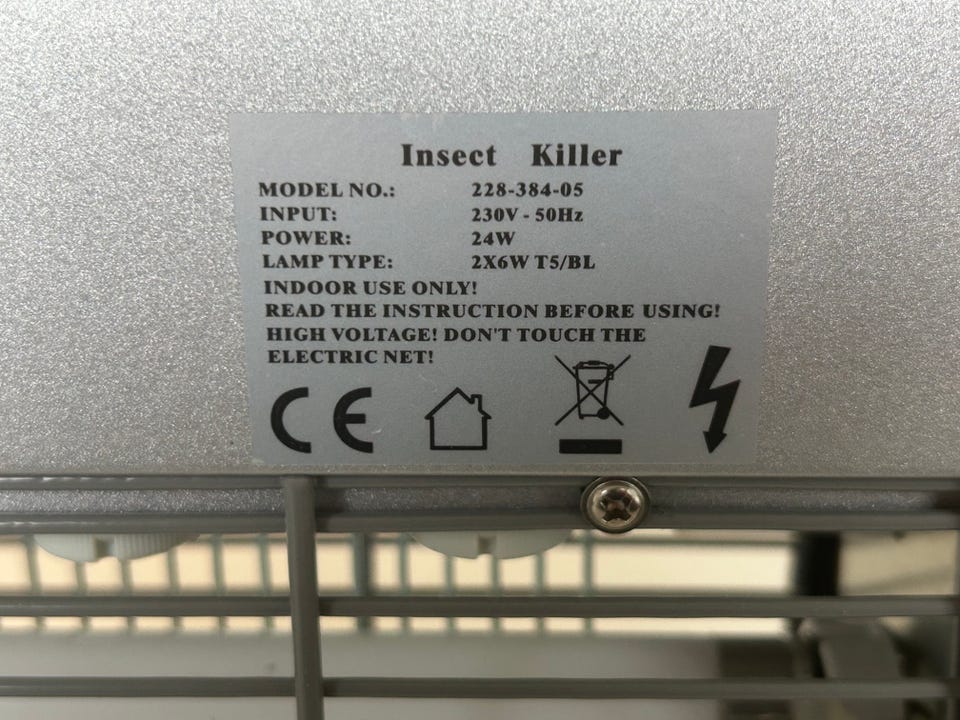 Insect Killer
MODEL NO.: 228-384-05
INPUT: 230V - 50Hz
POWER: 24W
LAMP TYPE: 2X6W T5/BL
INDOOR USE ONLY!
READ THE INSTRUCTION BEFORE USING!
HIGH VOLTAGE! DON'T TOUCH THE
ELECTRIC NET!
CE